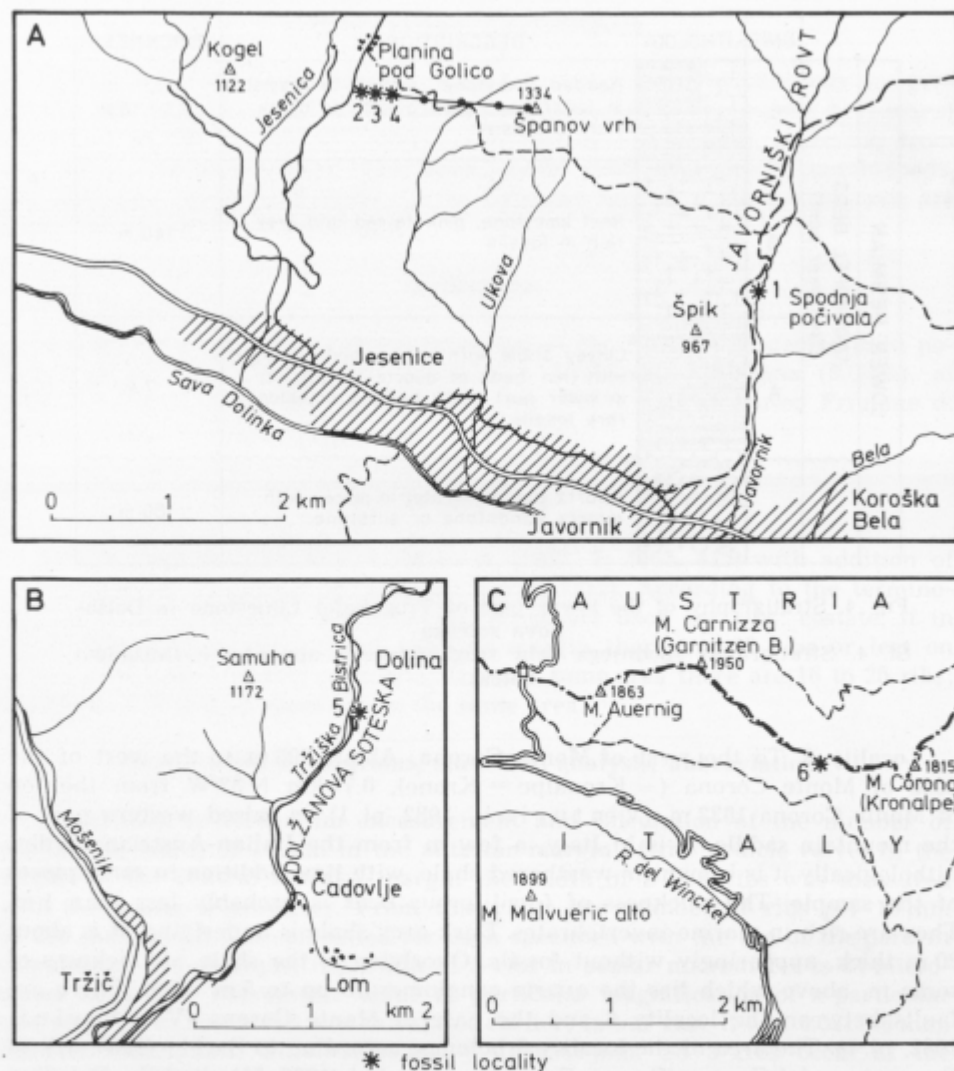 A
Kogel
1122
Jesenica
Planina
pod Golico
2 3 4
1334
Španov vrh
JAVORNIŠKI ROVT
Ukova
1
Spodnja
počivala
Špik
967
Jesenice
Sava Dolinka
0 1 2 km
Javornik
Javornik
Bela
Koroška
Bela
B
Samuha
1172
Tržiška Bistrica
Dolina
5
DOLŽANOVA SOTESKA
Mošenik
Čadovlje
Tržič
Lom
0 km 2
C
AUSTRIA
M. Carnizza
(Garnitzen B.)
1950
1863
M. Auernig
6
1815
M. Corona
(Kronalpe)
ITALY
R. del Winckel
1899
M. Malvueric alto
0 1 2 km
✳ fossil locality